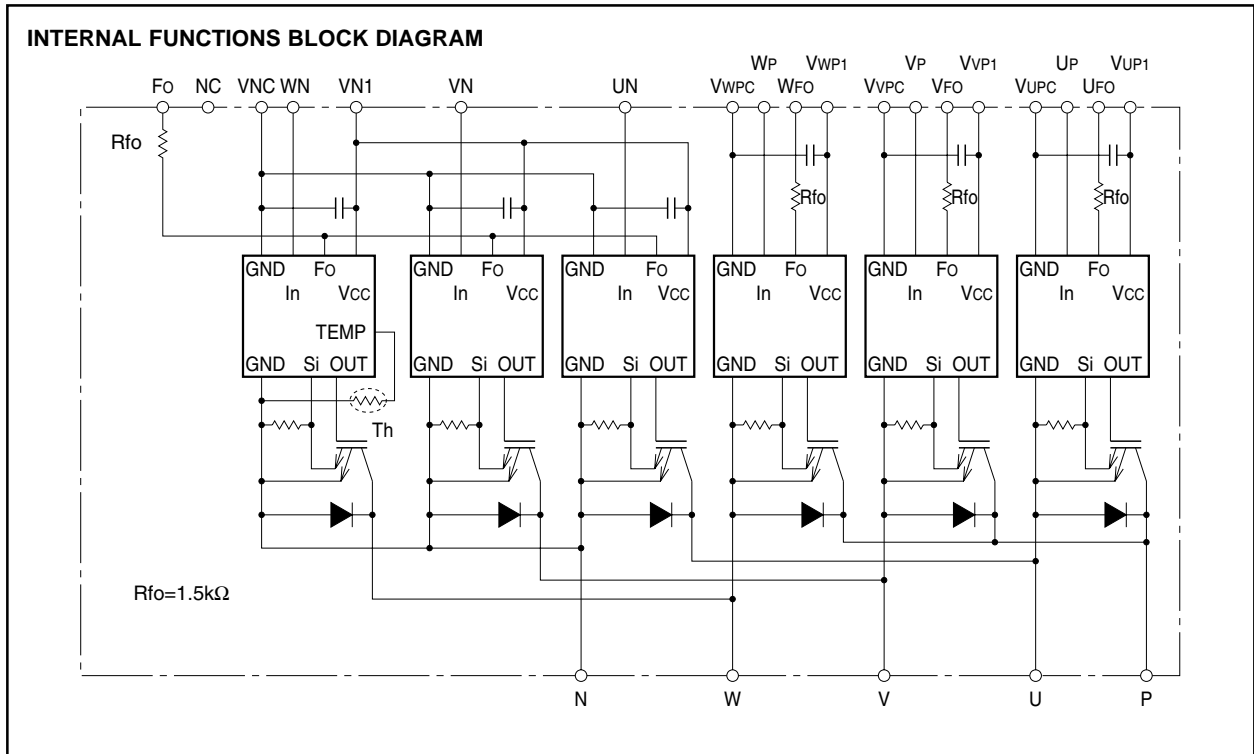 INTERNAL FUNCTIONS BLOCK DIAGRAM
WP VWP1 VP VVP1 UP VUP1
FO NC VNC WN VN1 VN UN VWPC WFO VVPC VFO VUPC UFO
Rfo
Rfo Rfo Rfo
GND FO GND FO GND FO GND FO GND FO GND FO
In VCC In VCC In VCC In VCC In VCC In VCC
TEMP
GND Si OUT GND Si OUT GND Si OUT GND Si OUT GND Si OUT GND Si OUT
Th
Rfo=1.5kΩ
N W V U P